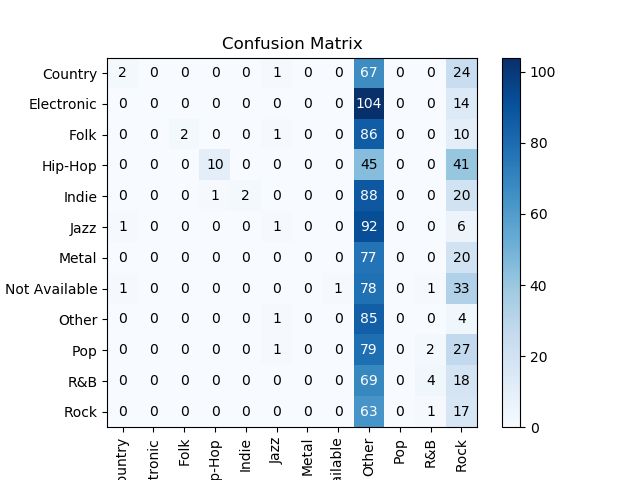 Confusion Matrix
Country 2 0 0 0 0 1 0 0 67 0 0 24
Electronic 0 0 0 0 0 0 0 0 104 0 0 14
Folk 0 0 2 0 0 1 0 0 86 0 0 10
Hip-Hop 0 0 0 10 0 0 0 0 45 0 0 41
Indie 0 0 0 1 2 0 0 0 88 0 0 20
Jazz 1 0 0 0 0 1 0 0 92 0 0 6
Metal 0 0 0 0 0 0 0 0 77 0 0 20
Not Available 1 0 0 0 0 0 0 1 78 0 1 33
Other 0 0 0 0 0 1 0 0 85 0 0 4
Pop 0 0 0 0 0 1 0 0 79 0 2 27
R&B 0 0 0 0 0 0 0 0 69 0 4 18
Rock 0 0 0 0 0 0 0 0 63 0 1 17
ountry tronic Folk p-Hop Indie Jazz Metal ailable Other Pop R&B Rock
100
80
60
40
20
0